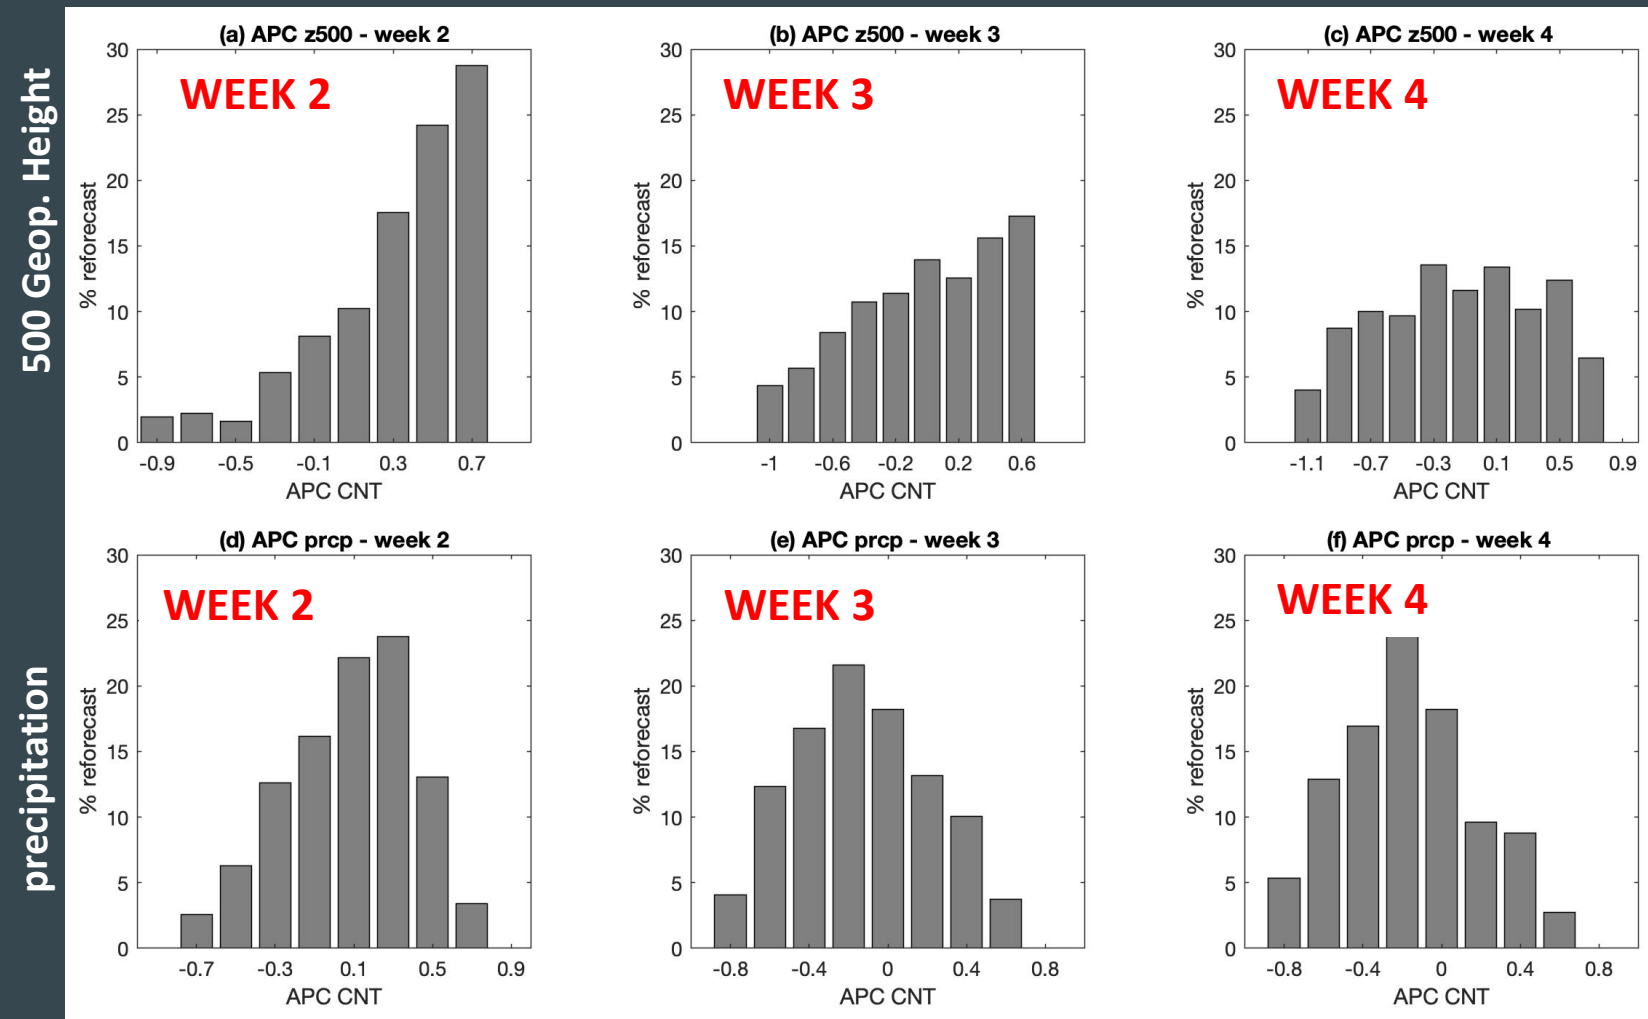 500 Geop. Height
precipitation
(a) APC z500 - week 2
WEEK 2
% reforecast
30
25
20
15
10
5
0
-0.9 -0.5 -0.1 0.3 0.7
APC CNT
(b) APC z500 - week 3
WEEK 3
% reforecast
30
25
20
15
10
5
0
-1 -0.6 -0.2 0.2 0.6
APC CNT
(c) APC z500 - week 4
WEEK 4
% reforecast
30
25
20
15
10
5
0
-1.1 -0.7 -0.3 0.1 0.5 0.9
APC CNT
(d) APC prcp - week 2
WEEK 2
% reforecast
30
25
20
15
10
5
0
-0.7 -0.3 0.1 0.5 0.9
APC CNT
(e) APC prcp - week 3
WEEK 3
% reforecast
30
25
20
15
10
5
0
-0.8 -0.4 0 0.4 0.8
APC CNT
(f) APC prcp - week 4
WEEK 4
% reforecast
30
25
20
15
10
5
0
-0.8 -0.4 0 0.4 0.8
APC CNT